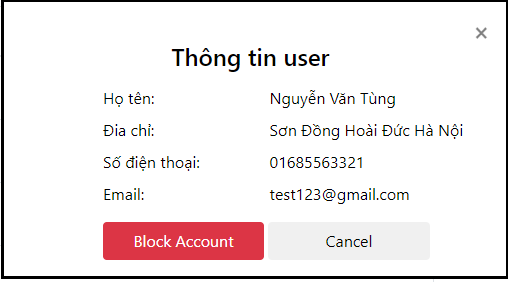 ×
Thông tin user
Họ tên: Nguyễn Văn Tùng
Đia chỉ: Sơn Đồng Hoài Đức Hà Nội
Số điện thoại: 01685563321
Email: test123@gmail.com
Block Account Cancel